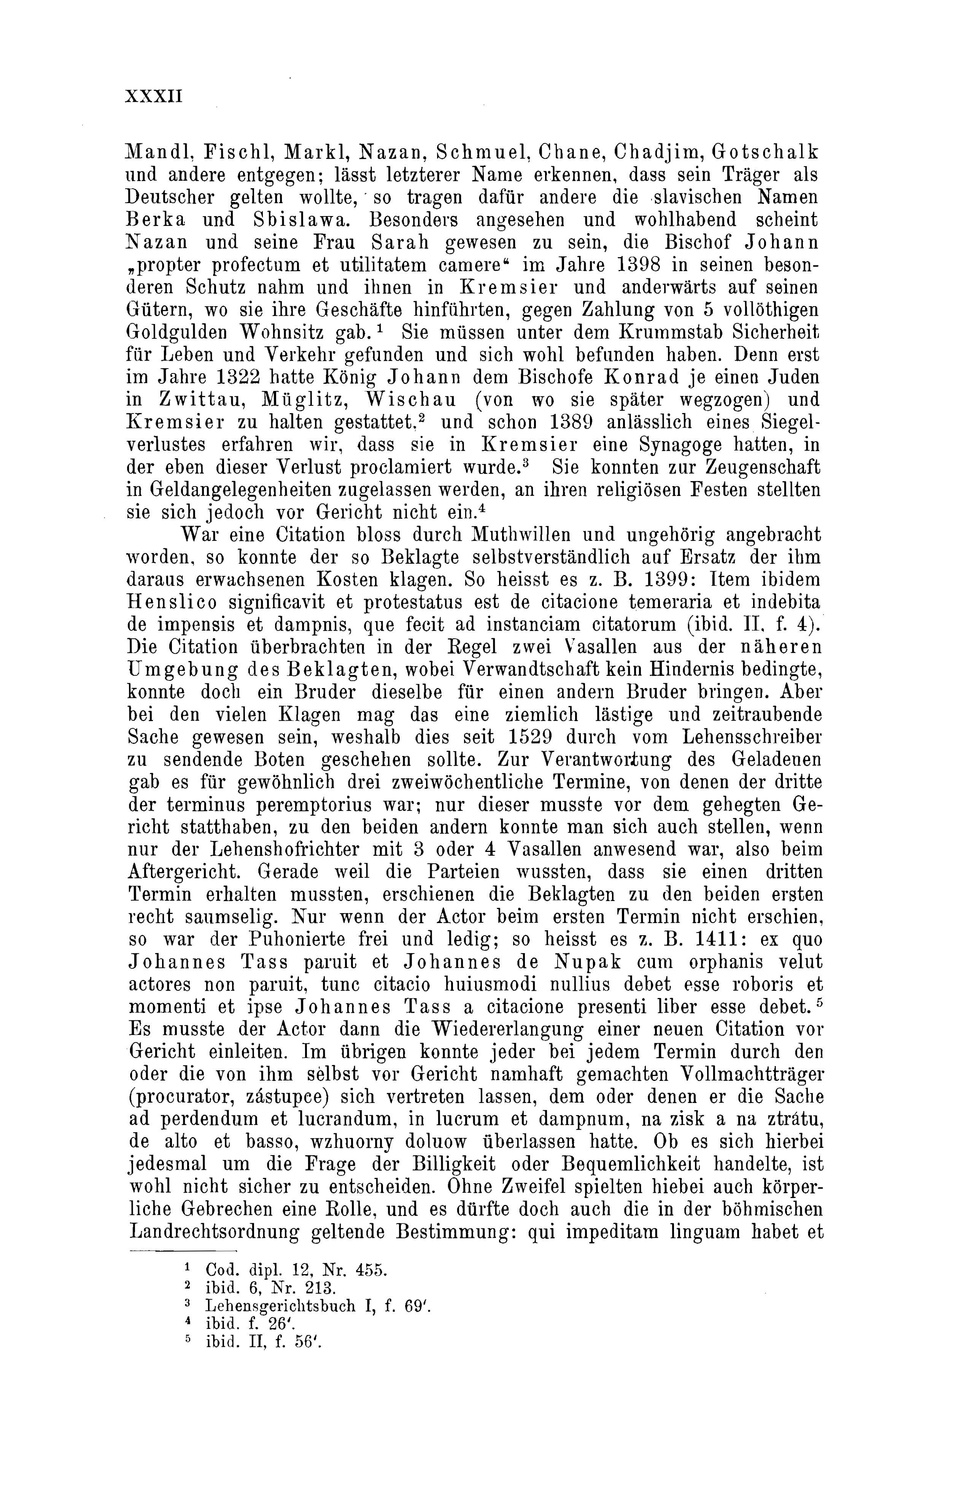 XXXII
Mandl, Fischl, Markl, Nazan, Schmuel, Chane, Chadjim, Gotschalk
und andere entgegen; lässt letzterer Name erkennen, dass sein Träger als
Deutscher gelten wollte, so tragen dafür andere die slavischen Namen
Berka und Sbislawa. Besonders angesehen und wohlhabend scheint
Nazan und seine Frau Sarah gewesen zu sein, die Bischof Johann
„propter profectum et utilitatem camere“ im Jahre 1398 in seinen beson-
deren Schutz nahm und ihnen in Kremsier und anderwärts auf seinen
Gütern, wo sie ihre Geschäfte hinführten, gegen Zahlung von 5 vollöthigen
Goldgulden Wohnsitz gab.¹ Sie müssen unter dem Krummstab Sicherheit
für Leben und Verkehr gefunden und sich wohl befunden haben. Denn erst
im Jahre 1322 hatte König Johann dem Bischofe Konrad je einen Juden
in Zwittau, Müglitz, Wischau (von wo sie später wegzogen) und
Kremsier zu halten gestattet,² und schon 1389 anlässlich eines Siegel-
verlustes erfahren wir, dass sie in Kremsier eine Synagoge hatten, in
der eben dieser Verlust proclamiert wurde.³ Sie konnten zur Zeugenschaft
in Geldangelegenheiten zugelassen werden, an ihren religiösen Festen stellten
sie sich jedoch vor Gericht nicht ein.⁴
War eine Citation bloss durch Muthwillen und ungehörig angebracht
worden, so konnte der so Beklagte selbstverständlich auf Ersatz der ihm
daraus erwachsenen Kosten klagen. So heisst es z. B. 1399: Item ibidem
Henslico significavit et protestatus est de citacione temeraria et indebita
de impensis et dampnis, que fecit ad instanciam citatorum (ibid. II, f. 4).
Die Citation überbrachten in der Regel zwei Vasallen aus der näheren
Umgebung des Beklagten, wobei Verwandtschaft kein Hindernis bedingte,
konnte doch ein Bruder dieselbe für einen andern Bruder bringen. Aber
bei den vielen Klagen mag das eine ziemlich lästige und zeitraubende
Sache gewesen sein, weshalb dies seit 1529 durch vom Lehensschreiber
zu sendende Boten geschehen sollte. Zur Verantwortung des Geladenen
gab es für gewöhnlich drei zweiwöchentliche Termine, von denen der dritte
der terminus peremptorius war; nur dieser musste vor dem gehegten Ge-
richt statthaben, zu den beiden andern konnte man sich auch stellen, wenn
nur der Lehenshofrichter mit 3 oder 4 Vasallen anwesend war, also beim
Aftergericht. Gerade weil die Parteien wussten, dass sie einen dritten
Termin erhalten mussten, erschienen die Beklagten zu den beiden ersten
recht saumselig. Nur wenn der Actor beim ersten Termin nicht erschien,
so war der Puhonierte frei und ledig; so heisst es z. B. 1411: ex quo
Johannes Tass paruit et Johannes de Nupak cum orphanis velut
actores non paruit, tunc citacio huiusmodi nullius debet esse roboris et
momenti et ipse Johannes Tass a citacione presenti liber esse debet.⁵
Es musste der Actor dann die Wiedererlangung einer neuen Citation vor
Gericht einleiten. Im übrigen konnte jeder bei jedem Termin durch den
oder die von ihm selbst vor Gericht namhaft gemachten Vollmachtträger
(procurator, zástupce) sich vertreten lassen, dem oder denen er die Sache
ad perdendum et lucrandum, in lucrum et dampnum, na zisk a na ztrátu,
de alto et basso, wzhuorny doluow überlassen hatte. Ob es sich hierbei
jedesmal um die Frage der Billigkeit oder Bequemlichkeit handelte, ist
wohl nicht sicher zu entscheiden. Ohne Zweifel spielten hiebei auch körper-
liche Gebrechen eine Rolle, und es dürfte doch auch die in der böhmischen
Landrechtsordnung geltende Bestimmung: qui impeditam linguam habet et
¹ Cod. dipl. 12, Nr. 455.
² ibid. 6, Nr. 213.
³ Lehensgerichtsbuch I, f. 69′.
⁴ ibid. f. 26′.
⁵ ibid. II, f. 56′.